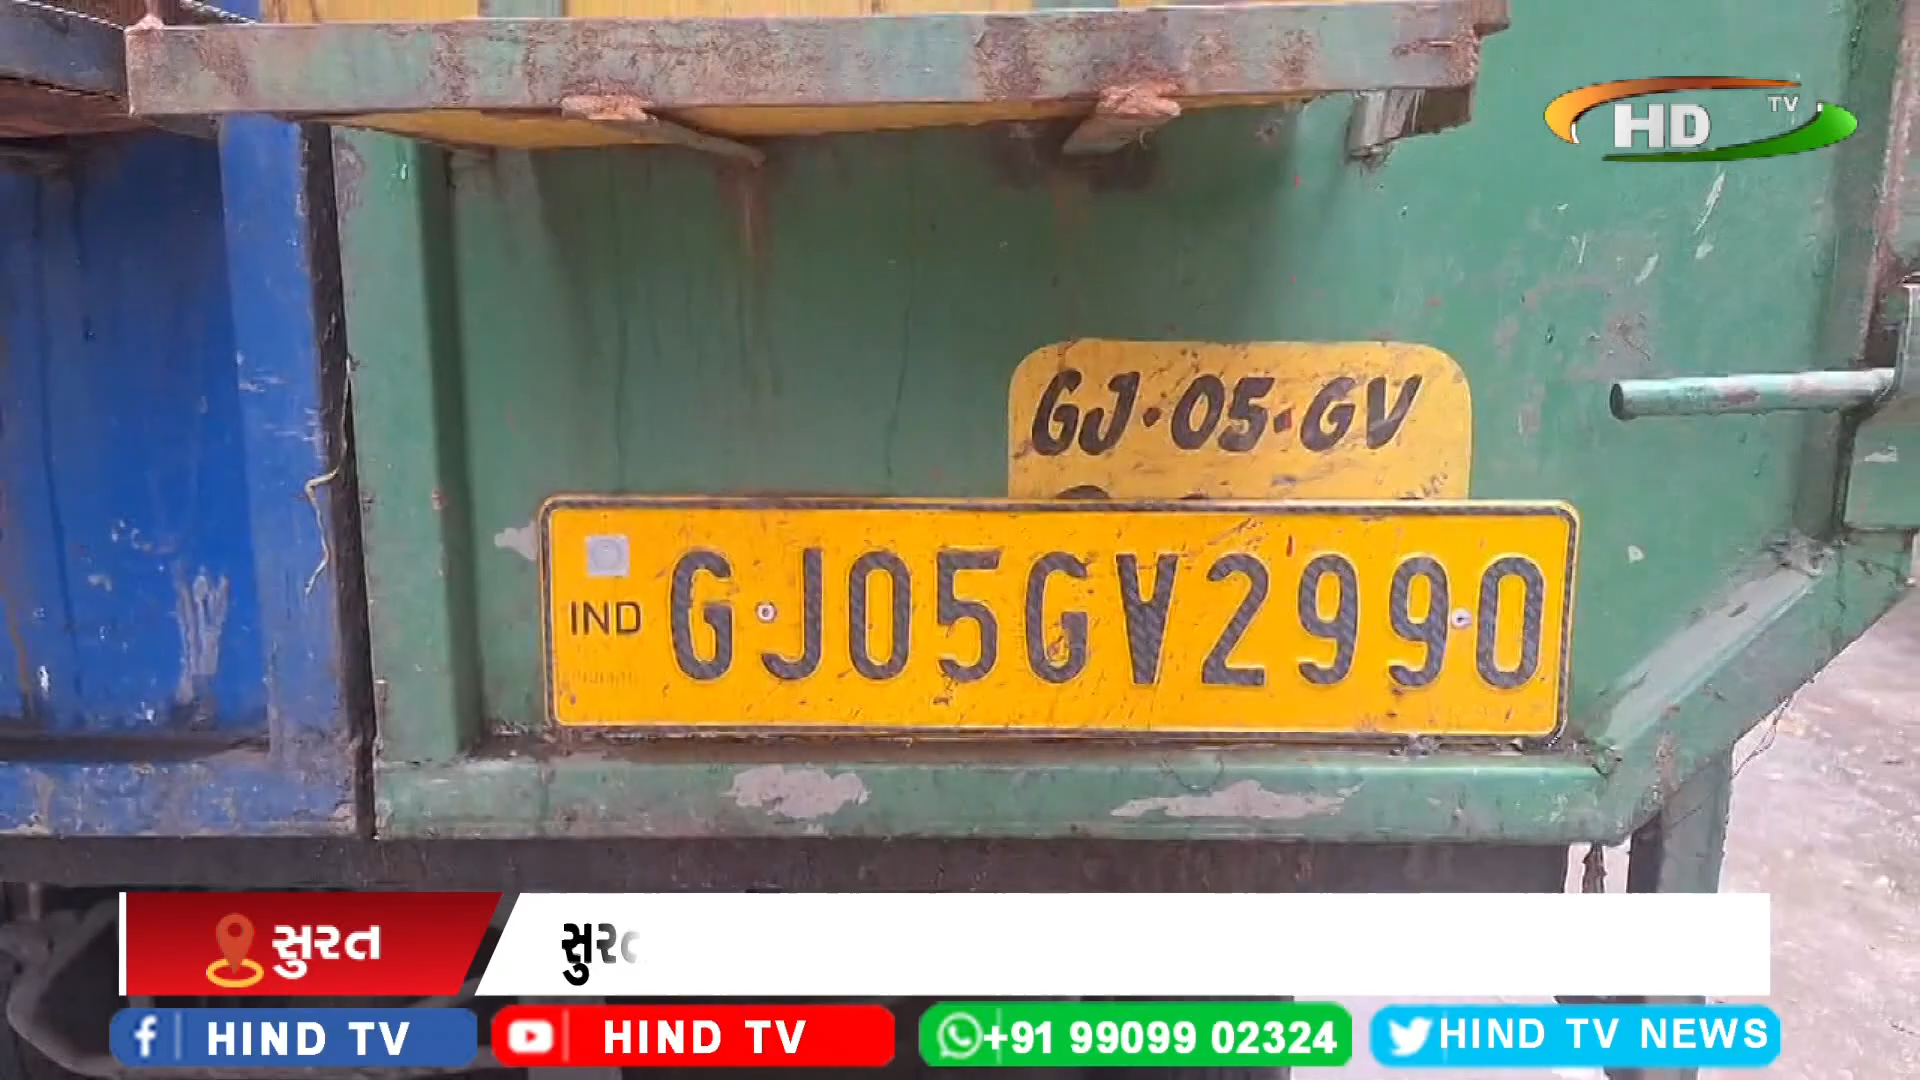 HD TV
GJ·05·GV
IND GJ05GV2990
સુરત
સુર
HIND TV
HIND TV
+91 99099 02324
HIND TV NEWS